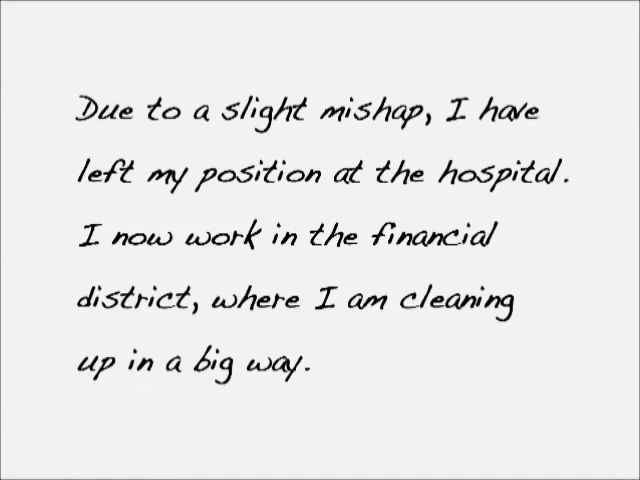 Due to a slight mishap, I have
left my position at the hospital.
I now work in the financial
district, where I am cleaning
up in a big way.